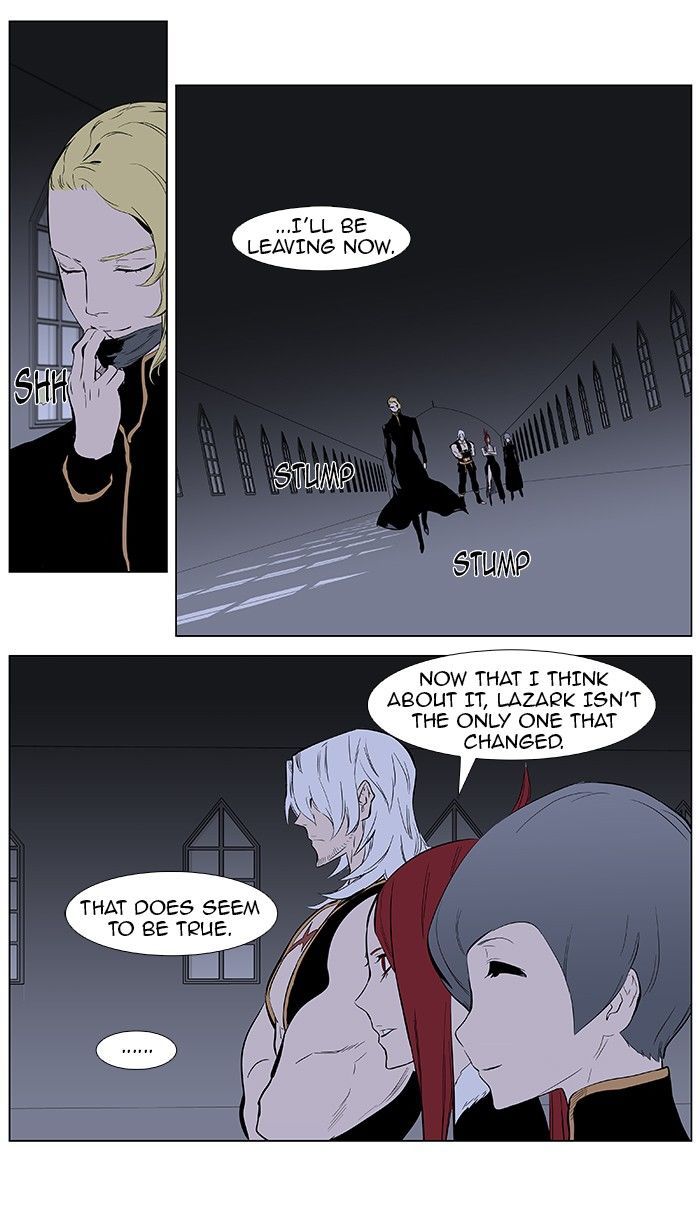 SHH
...I'LL BE
LEAVING NOW.
STUMP
STUMP
NOW THAT I THINK
ABOUT IT, LAZARK ISN'T
THE ONLY ONE THAT
CHANGED.
THAT DOES SEEM
TO BE TRUE.
......